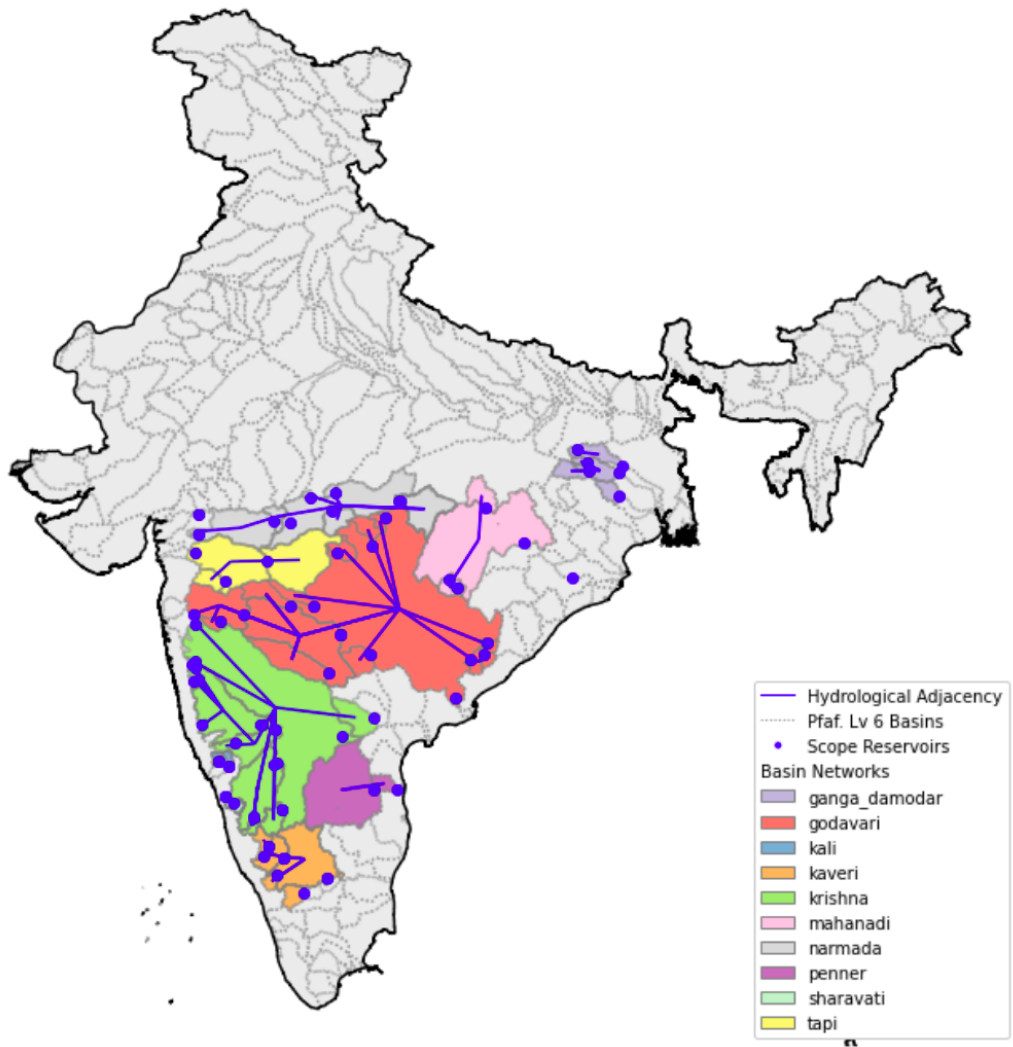 Hydrological Adjacency
Pfaf. Lv 6 Basins
Scope Reservoirs
Basin Networks
ganga_damodar
godavari
kali
kaveri
krishna
mahanadi
narmada
penner
sharavati
tapi